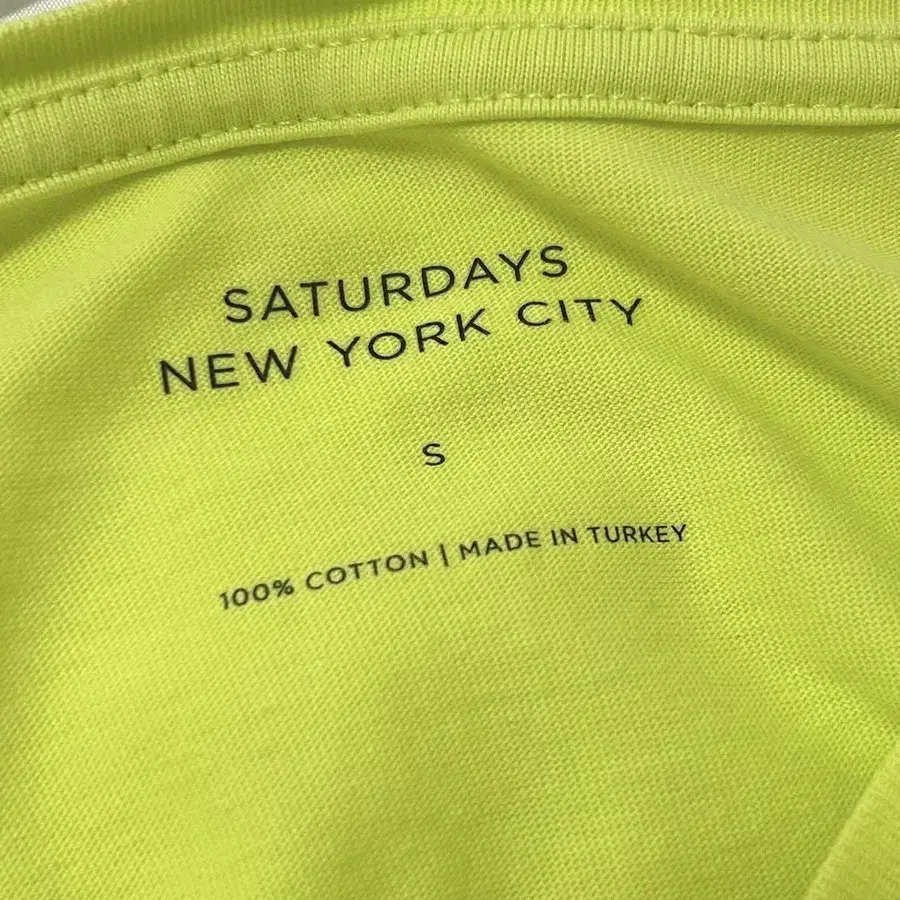 SATURDAYS
NEW YORK CITY
S
100% COTTON | MADE IN TURKEY